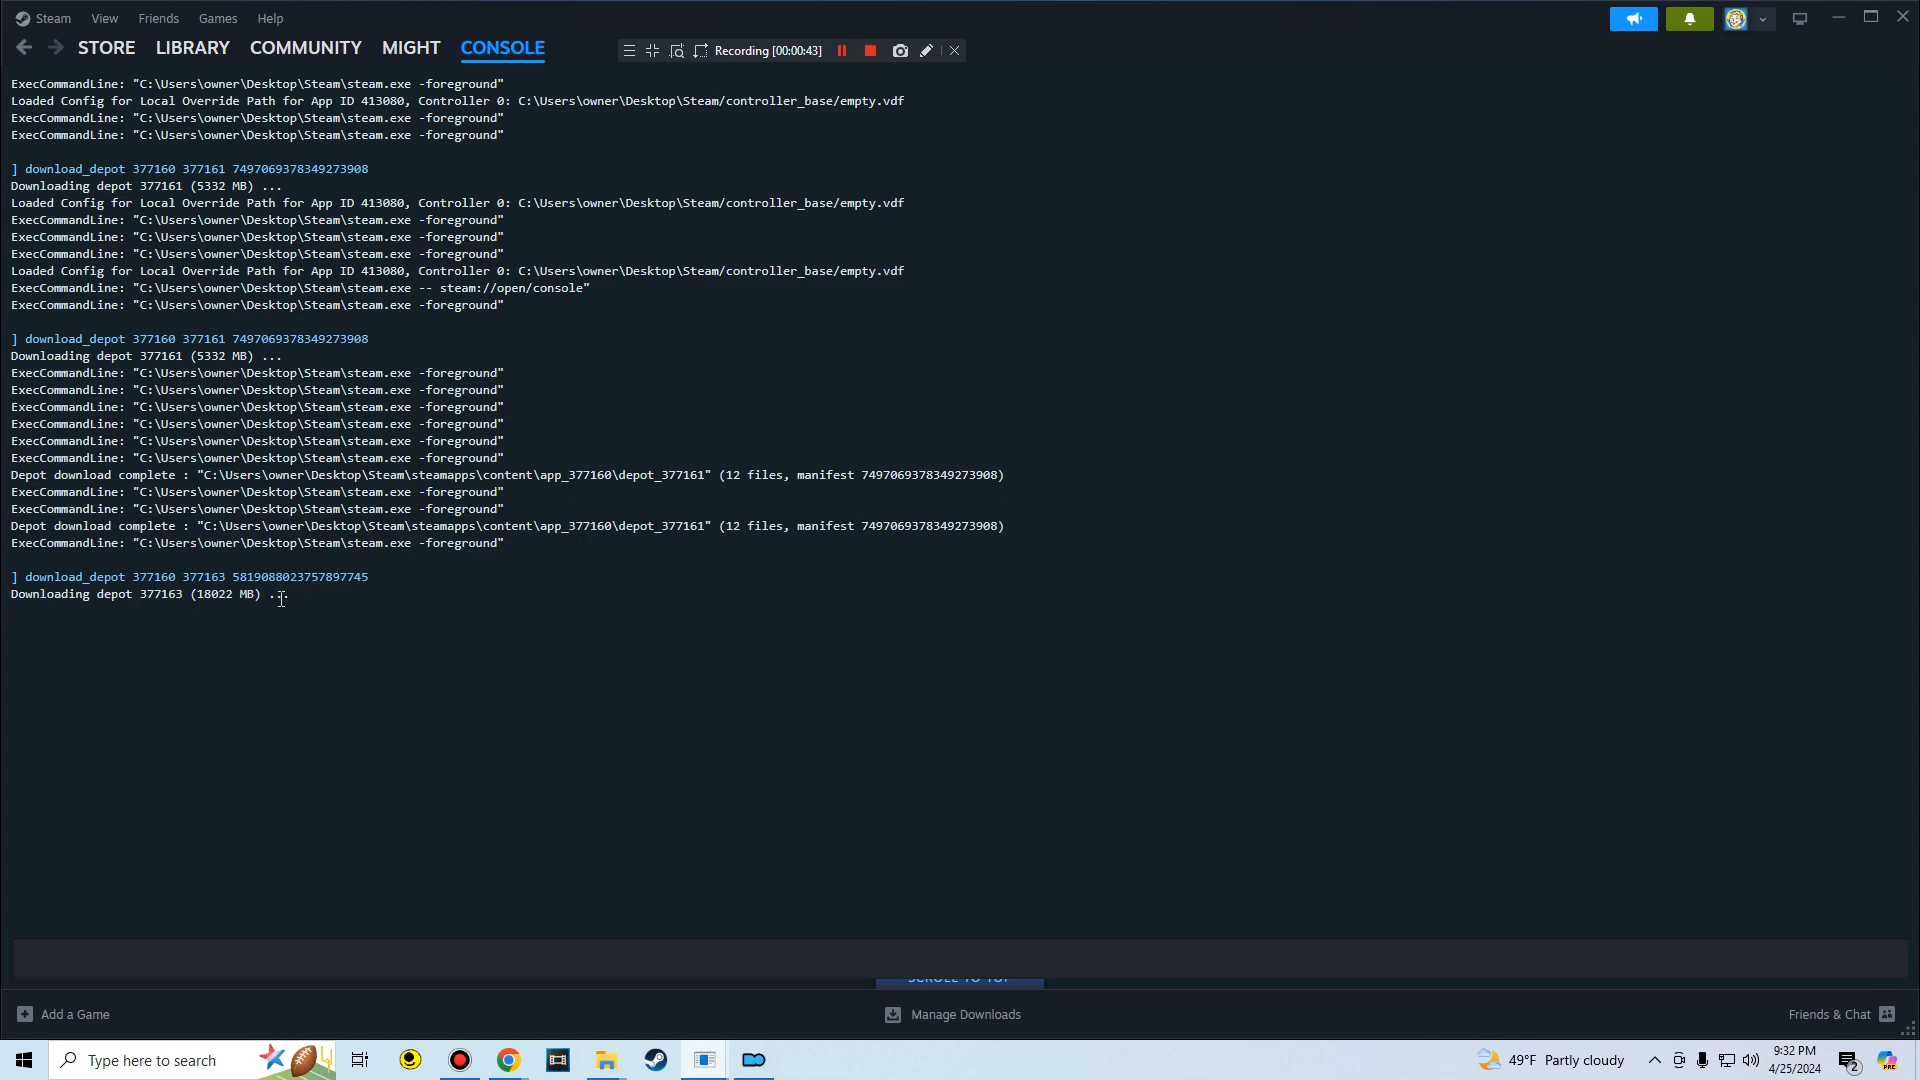 Steam View Friends Games Help
STORE LIBRARY COMMUNITY MIGHT CONSOLE
Recording [00:00:43]
ExecCommandLine: "C:\Users\owner\Desktop\Steam\steam.exe -foreground"
Loaded Config for Local Override Path for App ID 413080, Controller 0: C:\Users\owner\Desktop\Steam/controller_base/empty.vdf
ExecCommandLine: "C:\Users\owner\Desktop\Steam\steam.exe -foreground"
ExecCommandLine: "C:\Users\owner\Desktop\Steam\steam.exe -foreground"
] download_depot 377160 377161 7497069378349273908
Downloading depot 377161 (5332 MB) ...
Loaded Config for Local Override Path for App ID 413080, Controller 0: C:\Users\owner\Desktop\Steam/controller_base/empty.vdf
ExecCommandLine: "C:\Users\owner\Desktop\Steam\steam.exe -foreground"
ExecCommandLine: "C:\Users\owner\Desktop\Steam\steam.exe -foreground"
ExecCommandLine: "C:\Users\owner\Desktop\Steam\steam.exe -foreground"
Loaded Config for Local Override Path for App ID 413080, Controller 0: C:\Users\owner\Desktop\Steam/controller_base/empty.vdf
ExecCommandLine: "C:\Users\owner\Desktop\Steam\steam.exe -- steam://open/console"
ExecCommandLine: "C:\Users\owner\Desktop\Steam\steam.exe -foreground"
] download_depot 377160 377161 7497069378349273908
Downloading depot 377161 (5332 MB) ...
ExecCommandLine: "C:\Users\owner\Desktop\Steam\steam.exe -foreground"
ExecCommandLine: "C:\Users\owner\Desktop\Steam\steam.exe -foreground"
ExecCommandLine: "C:\Users\owner\Desktop\Steam\steam.exe -foreground"
ExecCommandLine: "C:\Users\owner\Desktop\Steam\steam.exe -foreground"
ExecCommandLine: "C:\Users\owner\Desktop\Steam\steam.exe -foreground"
ExecCommandLine: "C:\Users\owner\Desktop\Steam\steam.exe -foreground"
Depot download complete : "C:\Users\owner\Desktop\Steam\steamapps\content\app_377160\depot_377161" (12 files, manifest 7497069378349273908)
ExecCommandLine: "C:\Users\owner\Desktop\Steam\steam.exe -foreground"
ExecCommandLine: "C:\Users\owner\Desktop\Steam\steam.exe -foreground"
Depot download complete : "C:\Users\owner\Desktop\Steam\steamapps\content\app_377160\depot_377161" (12 files, manifest 7497069378349273908)
ExecCommandLine: "C:\Users\owner\Desktop\Steam\steam.exe -foreground"
] download_depot 377160 377163 5819088023757897745
Downloading depot 377163 (18022 MB) ...
SCROLL TO TOP
Add a Game Manage Downloads Friends & Chat
Type here to search 49°F Partly cloudy 9:32 PM
4/25/2024
2
PRE